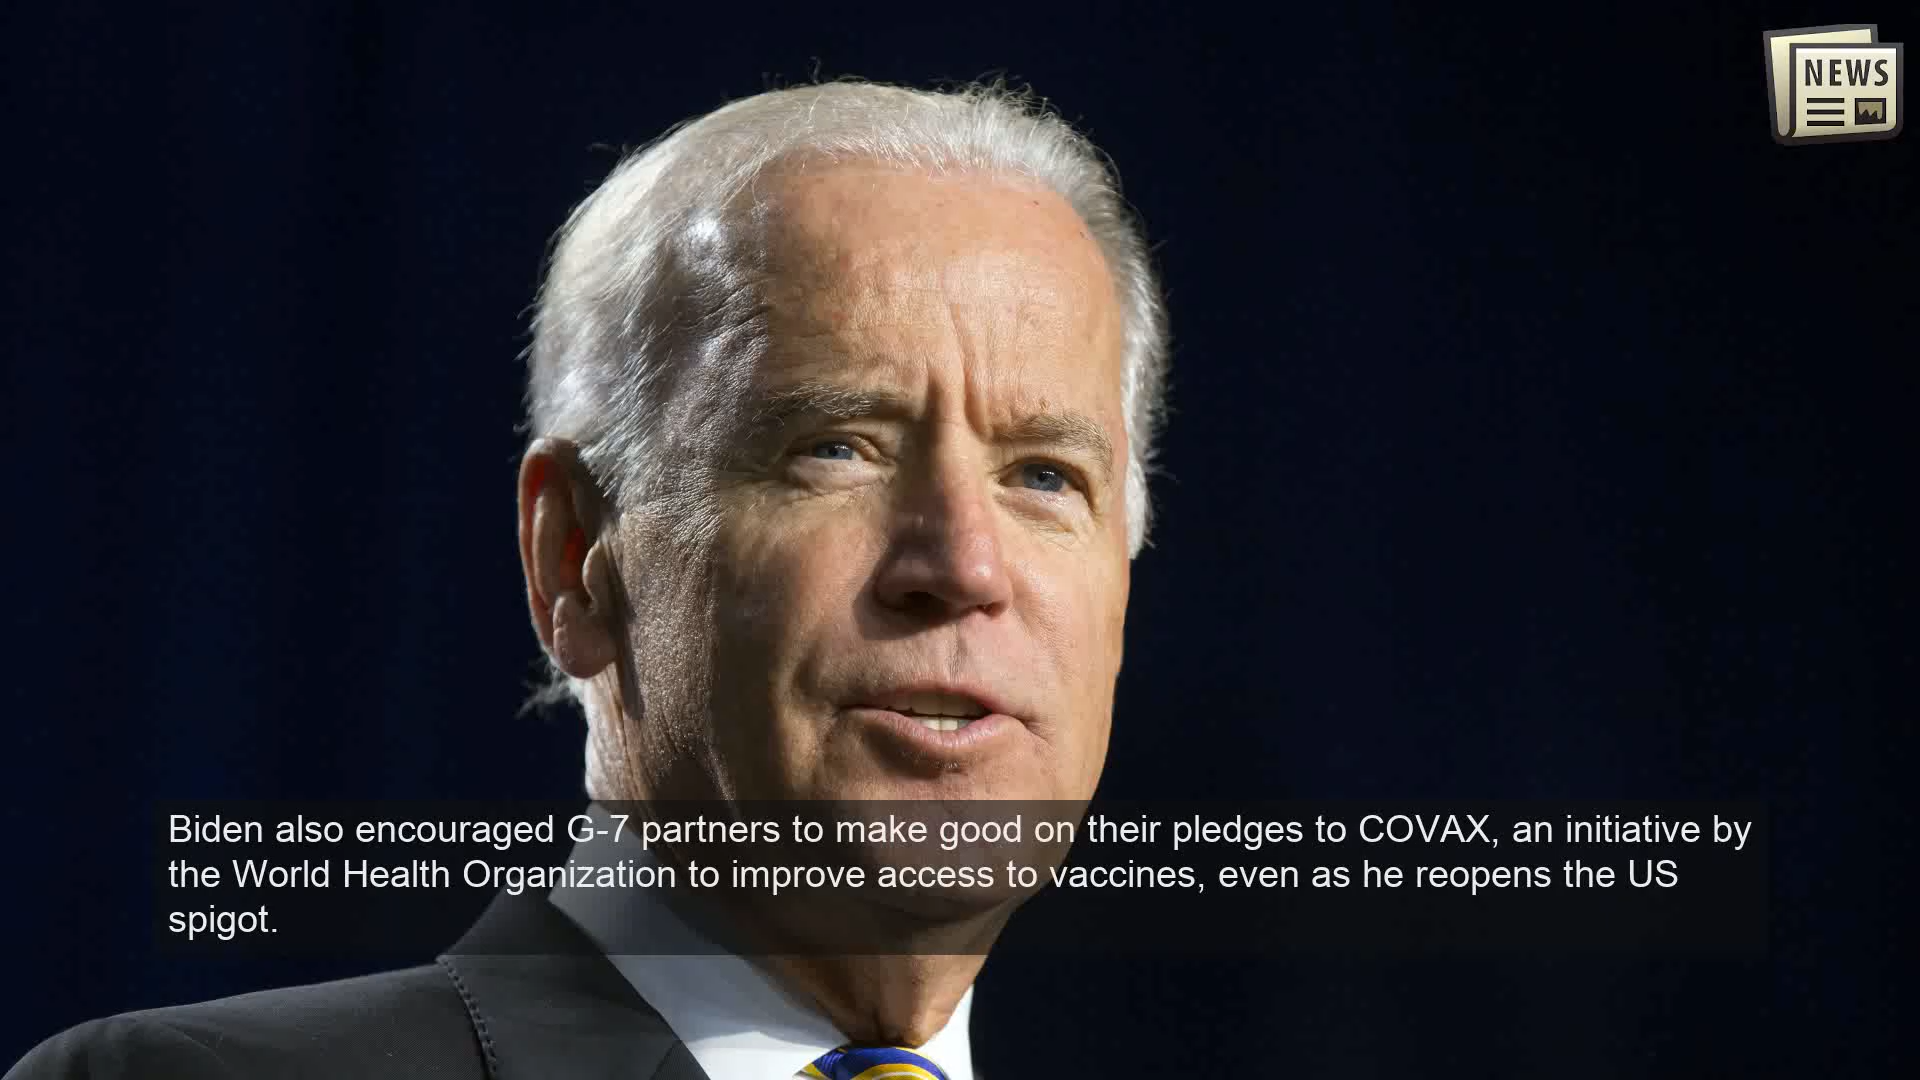 NEWS
Biden also encouraged G-7 partners to make good on their pledges to COVAX, an initiative by
the World Health Organization to improve access to vaccines, even as he reopens the US
spigot.